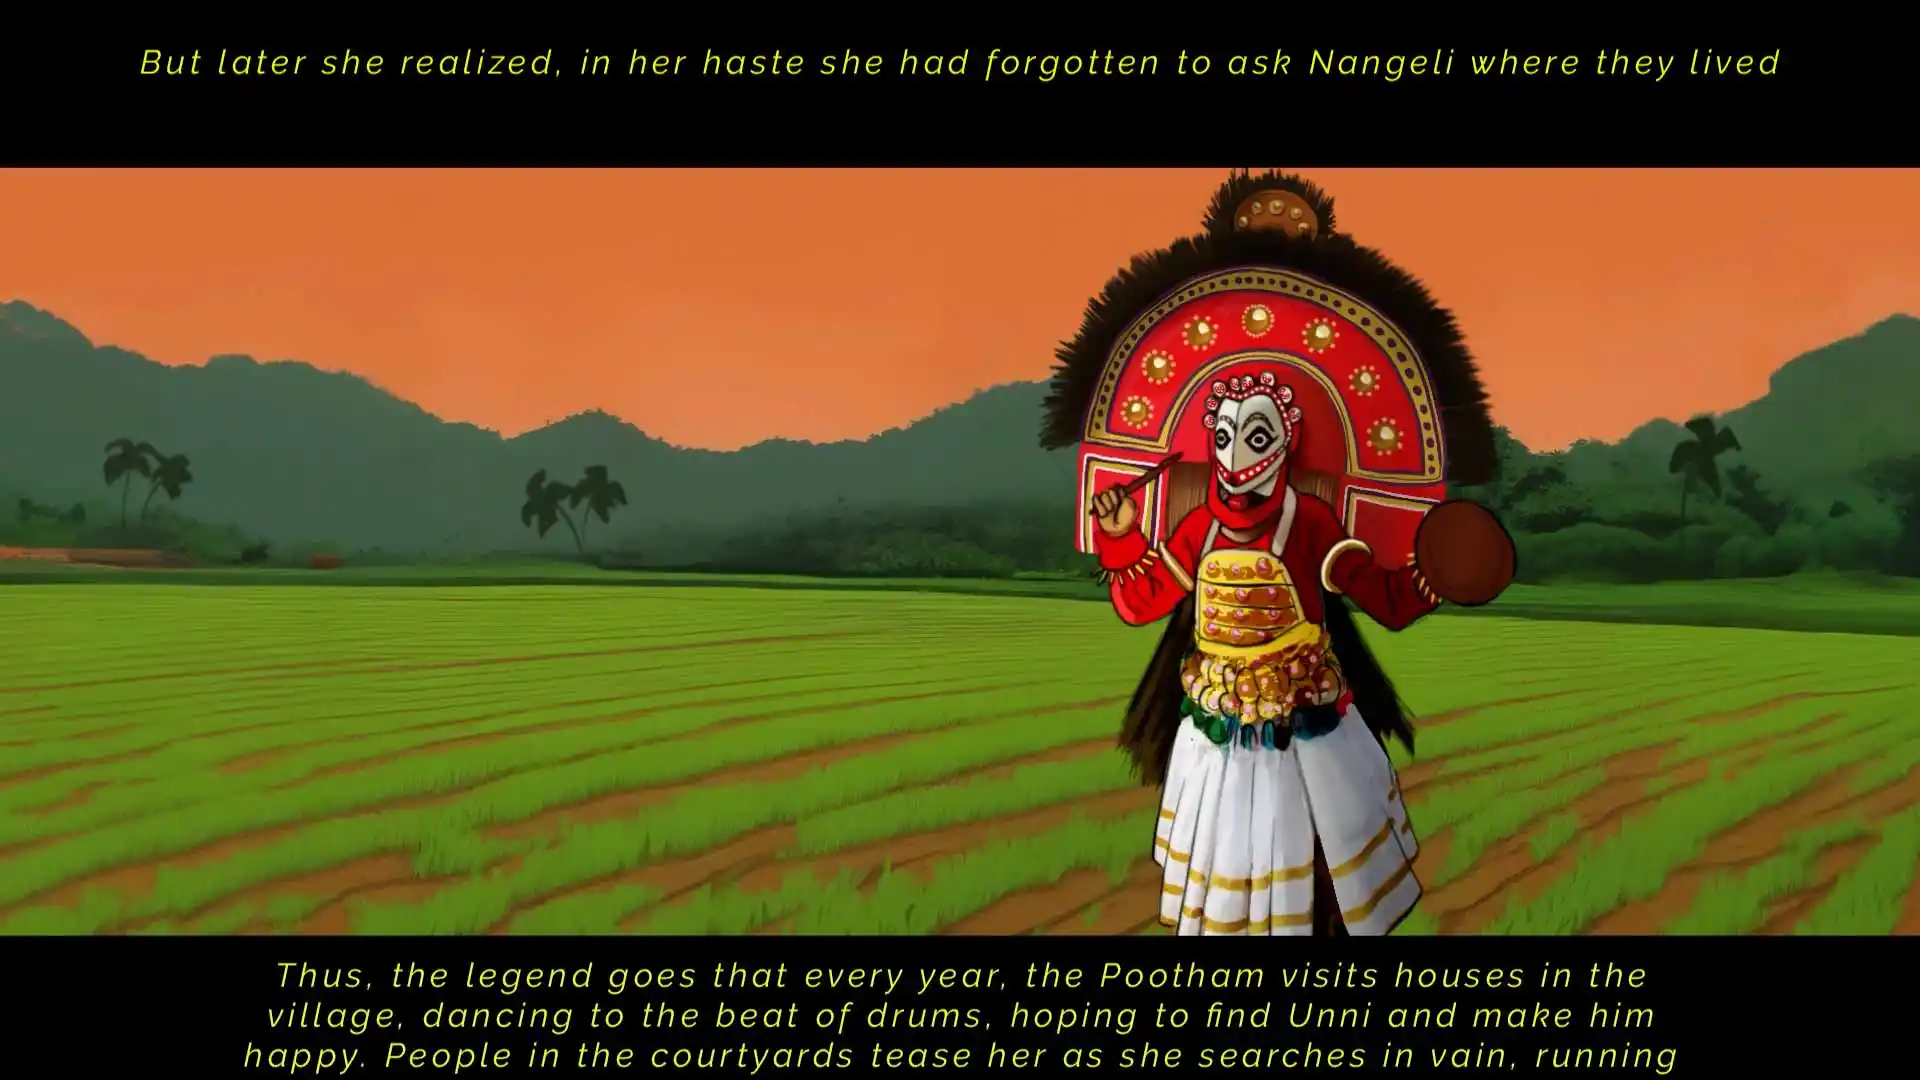 But later she realized, in her haste she had forgotten to ask Nangeli where they lived
Thus, the legend goes that every year, the Pootham visits houses in the
village, dancing to the beat of drums, hoping to find Unni and make him
happy. People in the courtyards tease her as she searches in vain, running